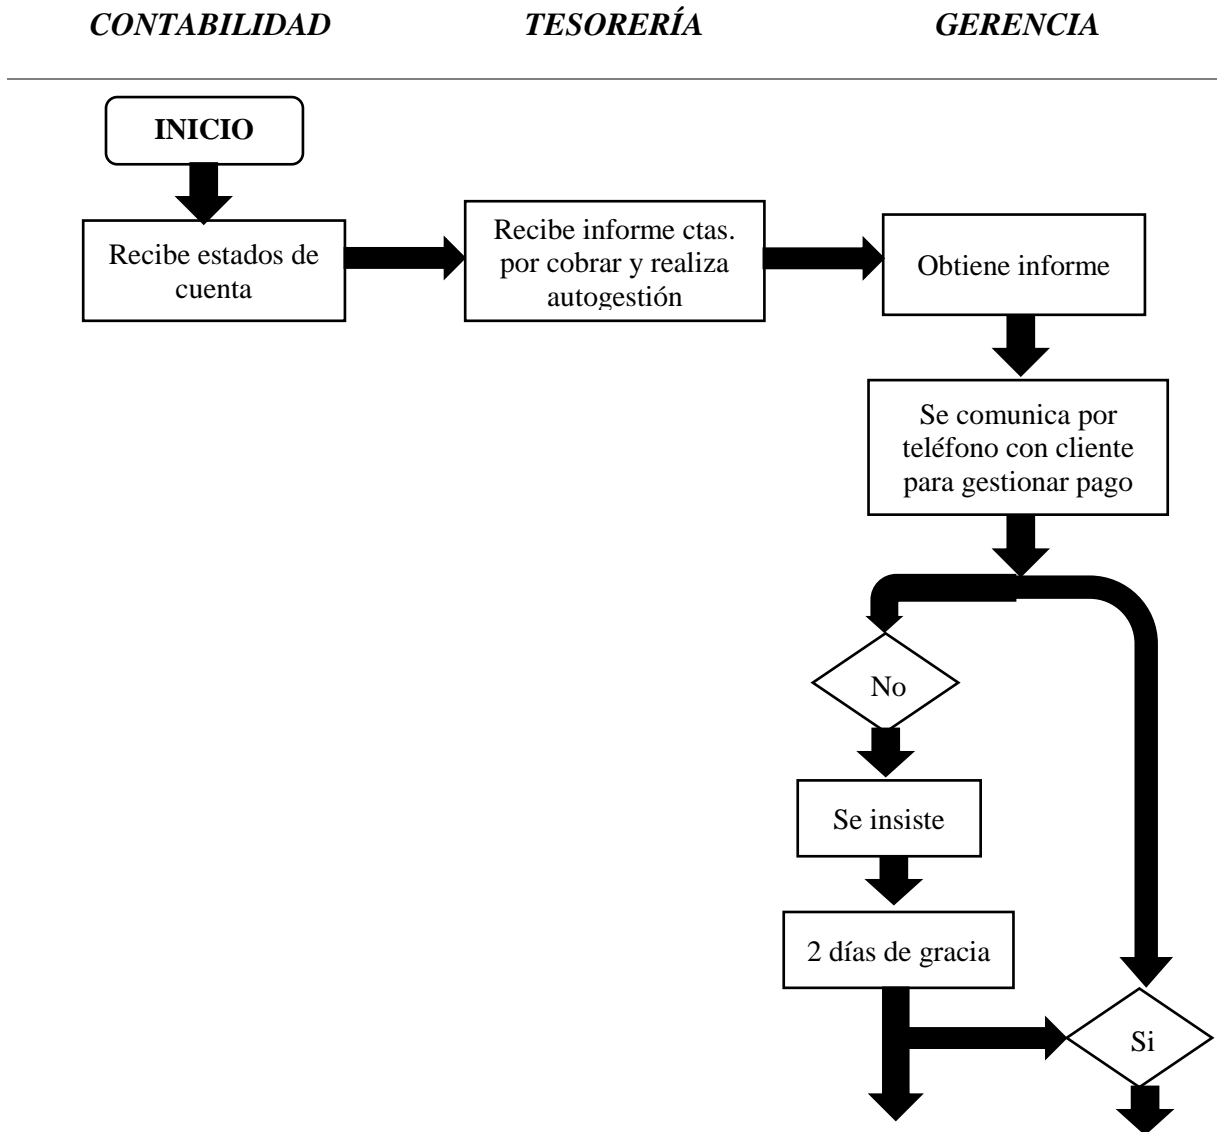 CONTABILIDAD
TESORERÍA
GERENCIA
INICIO
Recibe estados de
cuenta
Recibe informe ctas.
por cobrar y realiza
autogestión
Obtiene informe
Se comunica por
teléfono con cliente
para gestionar pago
No
Se insiste
2 días de gracia
Si